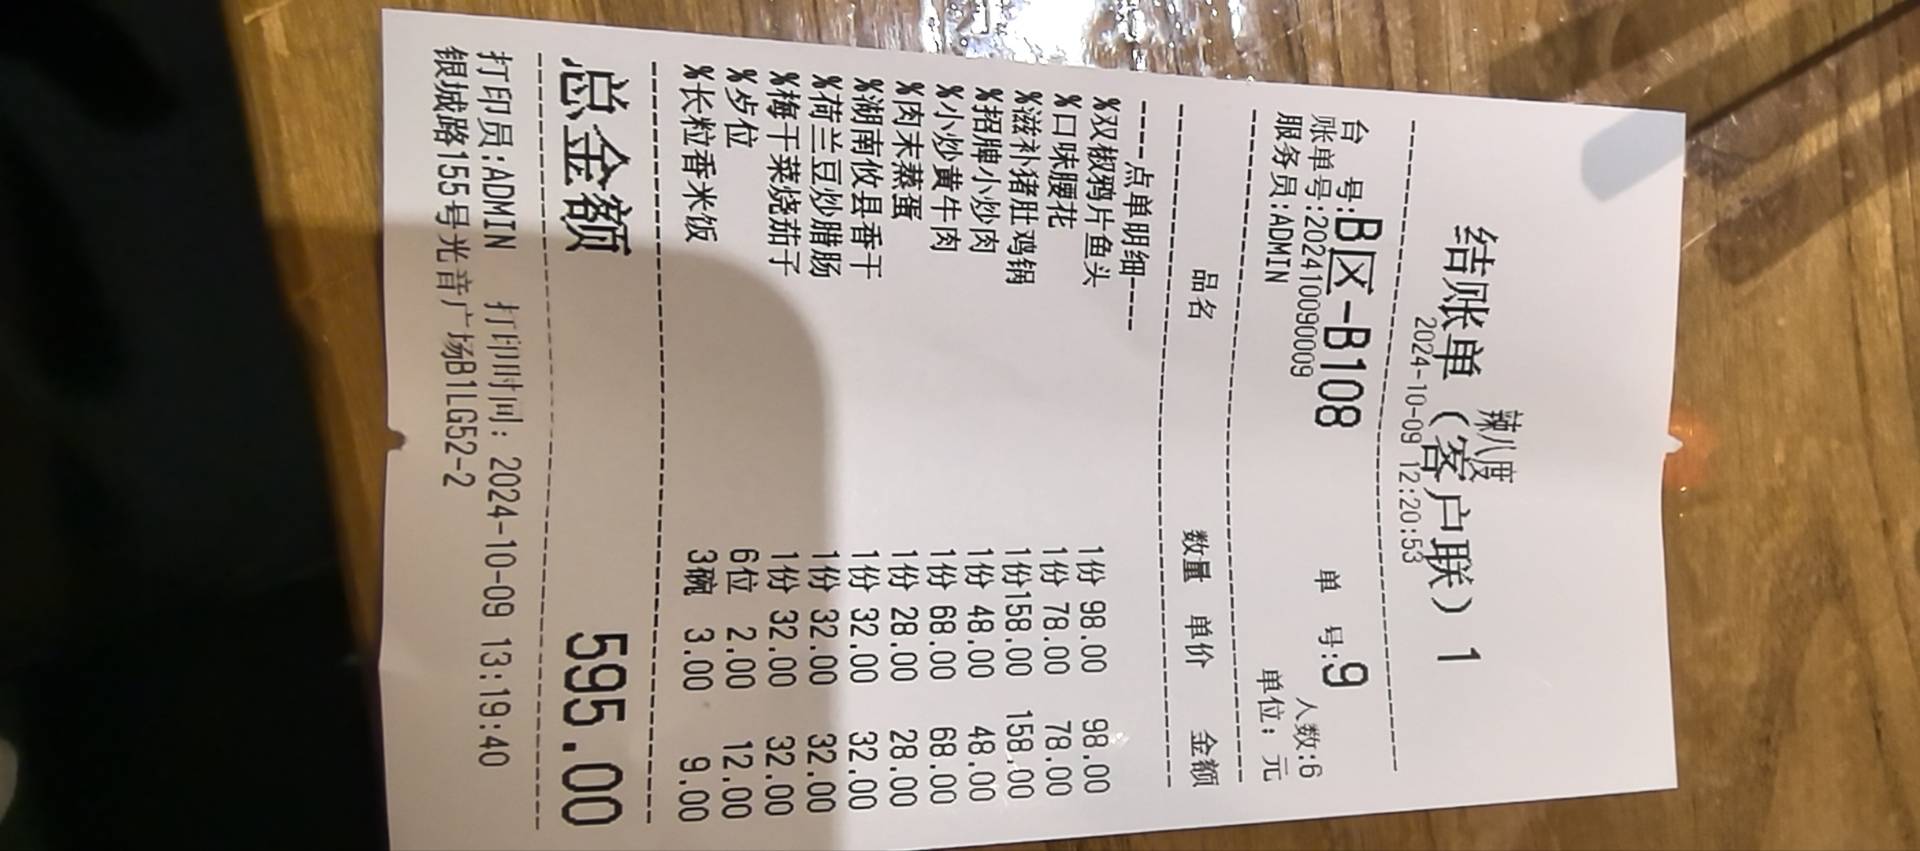 辣八度
结账单（客户联）1
2024-10-09 12:20:53
台 号:B区-B108 单 号:9
账单号:2024100900009 人数:6
服务员:ADMIN 单位: 元
品名 数量 单价 金额
----点单明细----
※双椒鸦片鱼头 1份 98.00 98.00
※口味腰花 1份 78.00 78.00
※滋补猪肚鸡锅 1份158.00 158.00
※招牌小炒肉 1份 48.00 48.00
※小炒黄牛肉 1份 68.00 68.00
※肉末蒸蛋 1份 28.00 28.00
※湖南攸县香干 1份 32.00 32.00
※荷兰豆炒腊肠 1份 32.00 32.00
※梅干菜烧茄子 1份 32.00 32.00
※歺位 6位 2.00 12.00
※长粒香米饭 3碗 3.00 9.00
总金额 595.00
打印员:ADMIN 打印时间: 2024-10-09 13:19:40
银城路155号光音广场B1LG52-2